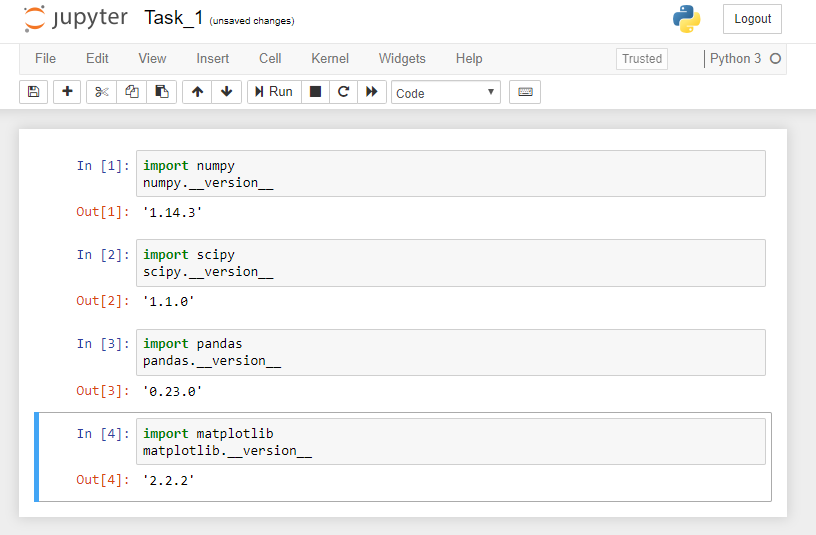 jupyter Task_1 (unsaved changes) Logout
File Edit View Insert Cell Kernel Widgets Help Trusted Python 3
Run Code
In [1]: import numpy
numpy.__version__
Out[1]: '1.14.3'
In [2]: import scipy
scipy.__version__
Out[2]: '1.1.0'
In [3]: import pandas
pandas.__version__
Out[3]: '0.23.0'
In [4]: import matplotlib
matplotlib.__version__
Out[4]: '2.2.2'